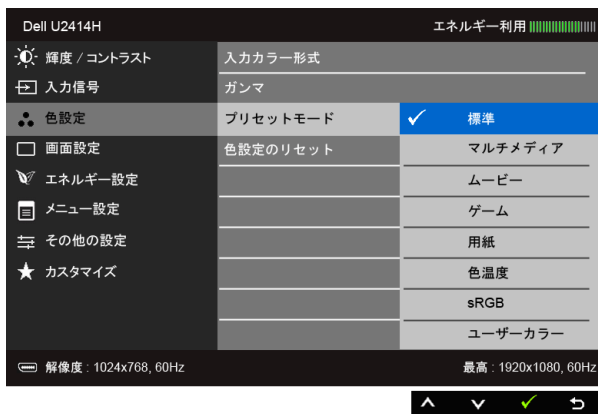 Dell U2414H エネルギー利用
輝度 / コントラスト 入力カラー形式
入力信号 ガンマ
色設定 プリセットモード 標準
画面設定 色設定のリセット マルチメディア
エネルギー設定 ムービー
メニュー設定 ゲーム
その他の設定 用紙
カスタマイズ 色温度
sRGB
ユーザーカラー
解像度 : 1024x768, 60Hz 最高 : 1920x1080, 60Hz